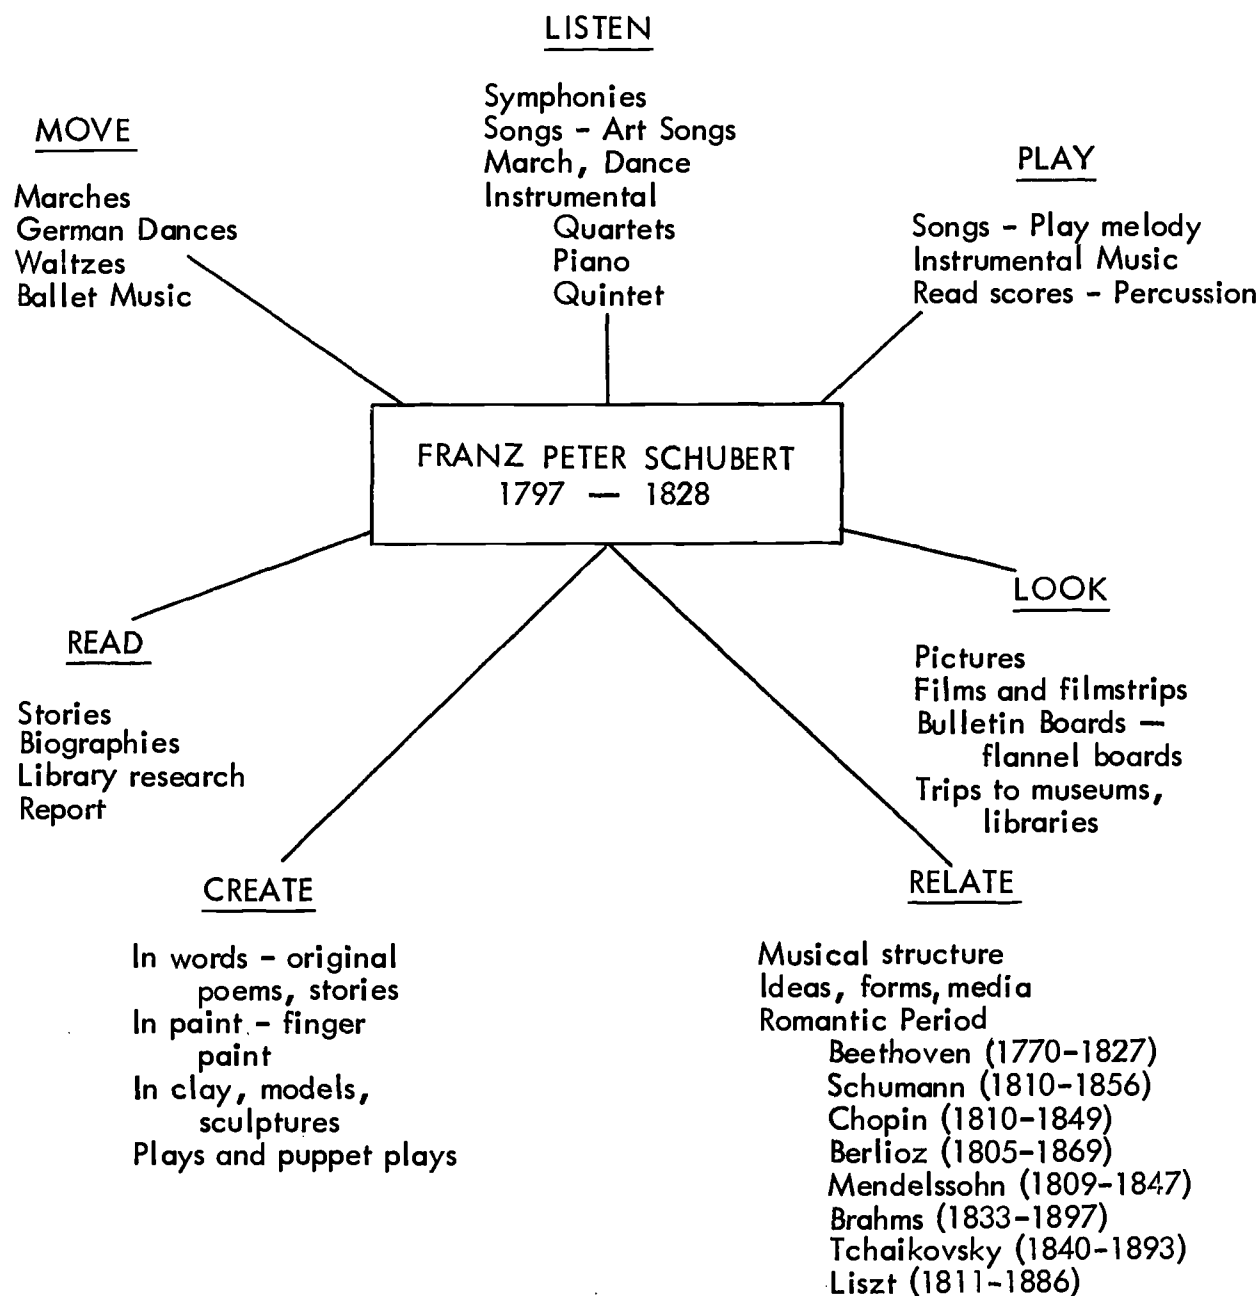 LISTEN
Symphonies
Songs - Art Songs
March, Dance
Instrumental
Quartets
Piano
Quintet
MOVE
Marches
German Dances
Waltzes
Ballet Music
PLAY
Songs - Play melody
Instrumental Music
Read scores - Percussion
FRANZ PETER SCHUBERT
1797 — 1828
READ
Stories
Biographies
Library research
Report
LOOK
Pictures
Films and filmstrips
Bulletin Boards —
flannel boards
Trips to museums,
libraries
CREATE
In words - original
poems, stories
In paint - finger
paint
In clay, models,
sculptures
Plays and puppet plays
RELATE
Musical structure
Ideas, forms, media
Romantic Period
Beethoven (1770-1827)
Schumann (1810-1856)
Chopin (1810-1849)
Berlioz (1805-1869)
Mendelssohn (1809-1847)
Brahms (1833-1897)
Tchaikovsky (1840-1893)
Liszt (1811-1886)